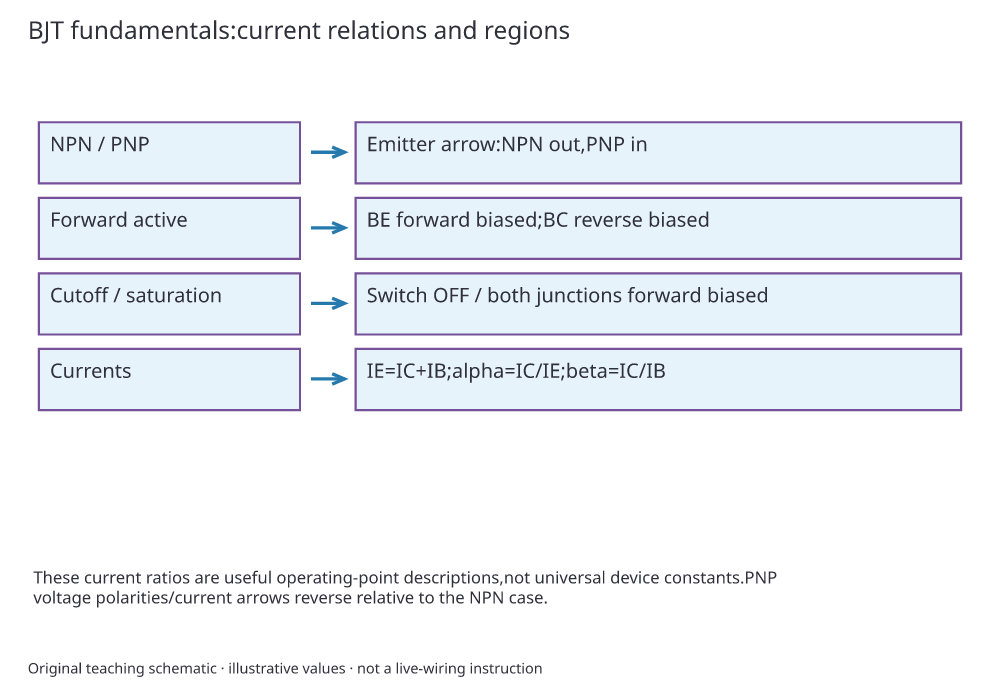 BJT fundamentals:current relations and regions
NPN / PNP
Emitter arrow:NPN out,PNP in
Forward active
BE forward biased;BC reverse biased
Cutoff / saturation
Switch OFF / both junctions forward biased
Currents
IE=IC+IB;alpha=IC/IE;beta=IC/IB
These current ratios are useful operating-point descriptions,not universal device constants.PNP
voltage polarities/current arrows reverse relative to the NPN case.
Original teaching schematic · illustrative values · not a live-wiring instruction